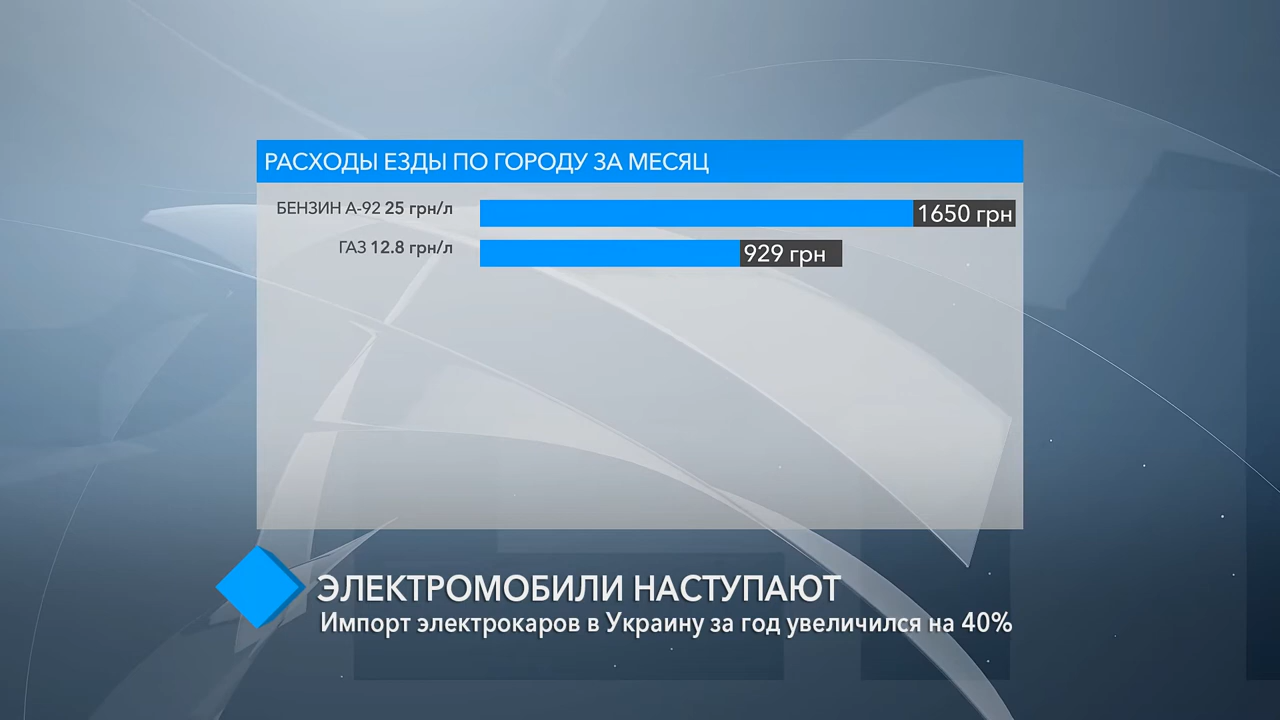 РАСХОДЫ ЕЗДЫ ПО ГОРОДУ ЗА МЕСЯЦ
БЕНЗИН А-92 25 грн/л 1650 грн
ГАЗ 12.8 грн/л 929 грн
ЭЛЕКТРОМОБИЛИ НАСТУПАЮТ
Импорт электрокаров в Украину за год увеличился на 40%